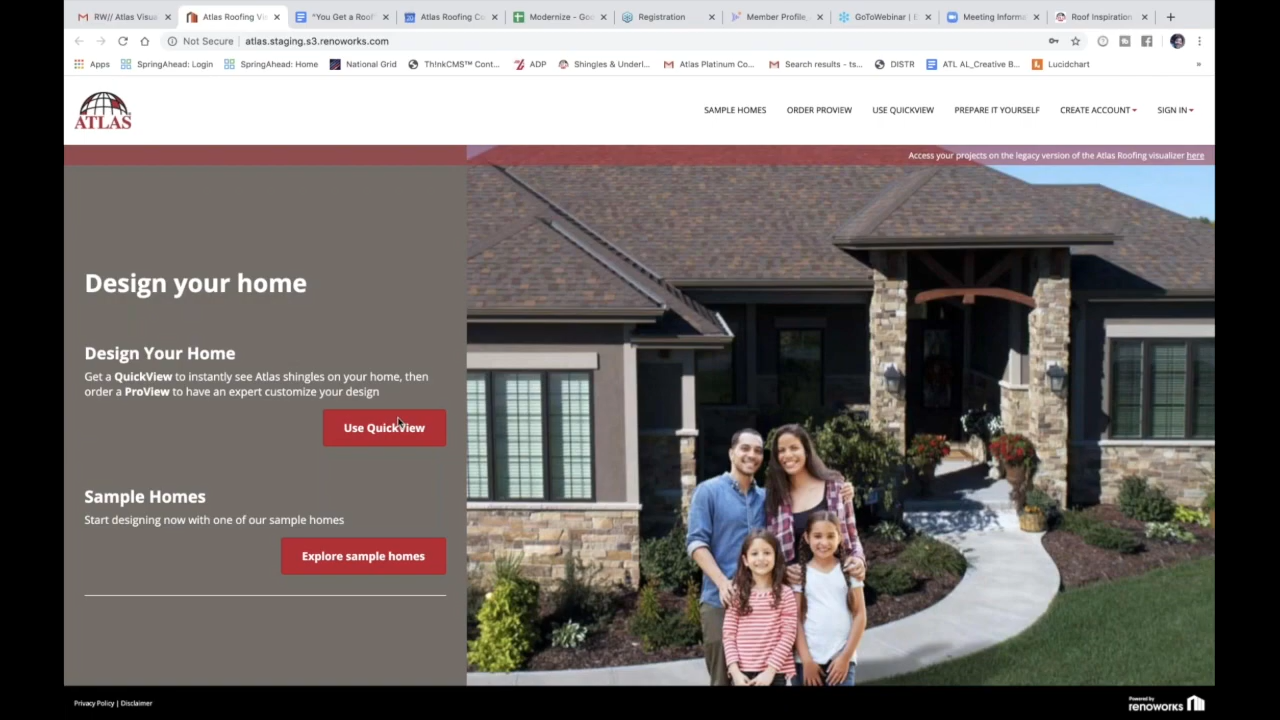 RW// Atlas Visual
Atlas Roofing Vi
"You Get a Roof
Atlas Roofing Co
Modernize - Go
Registration
Member Profile
GoToWebinar |
Meeting Informa
Roof Inspiration
Not Secure | atlas.staging.s3.renoworks.com
Apps
SpringAhead: Login
SpringAhead: Home
National Grid
Th!nkCMS™ Cont...
ADP
Shingles & Underl...
Atlas Platinum Co...
Search results - ts...
DISTR
ATL AL_Creative B...
Lucidchart
»
ATLAS
SAMPLE HOMES
ORDER PROVIEW
USE QUICKVIEW
PREPARE IT YOURSELF
CREATE ACCOUNT
SIGN IN
Access your projects on the legacy version of the Atlas Roofing visualizer here
Design your home
Design Your Home
Get a QuickView to instantly see Atlas shingles on your home, then
order a ProView to have an expert customize your design
Use QuickView
Sample Homes
Start designing now with one of our sample homes
Explore sample homes
Privacy Policy | Disclaimer
Powered by
renoworks